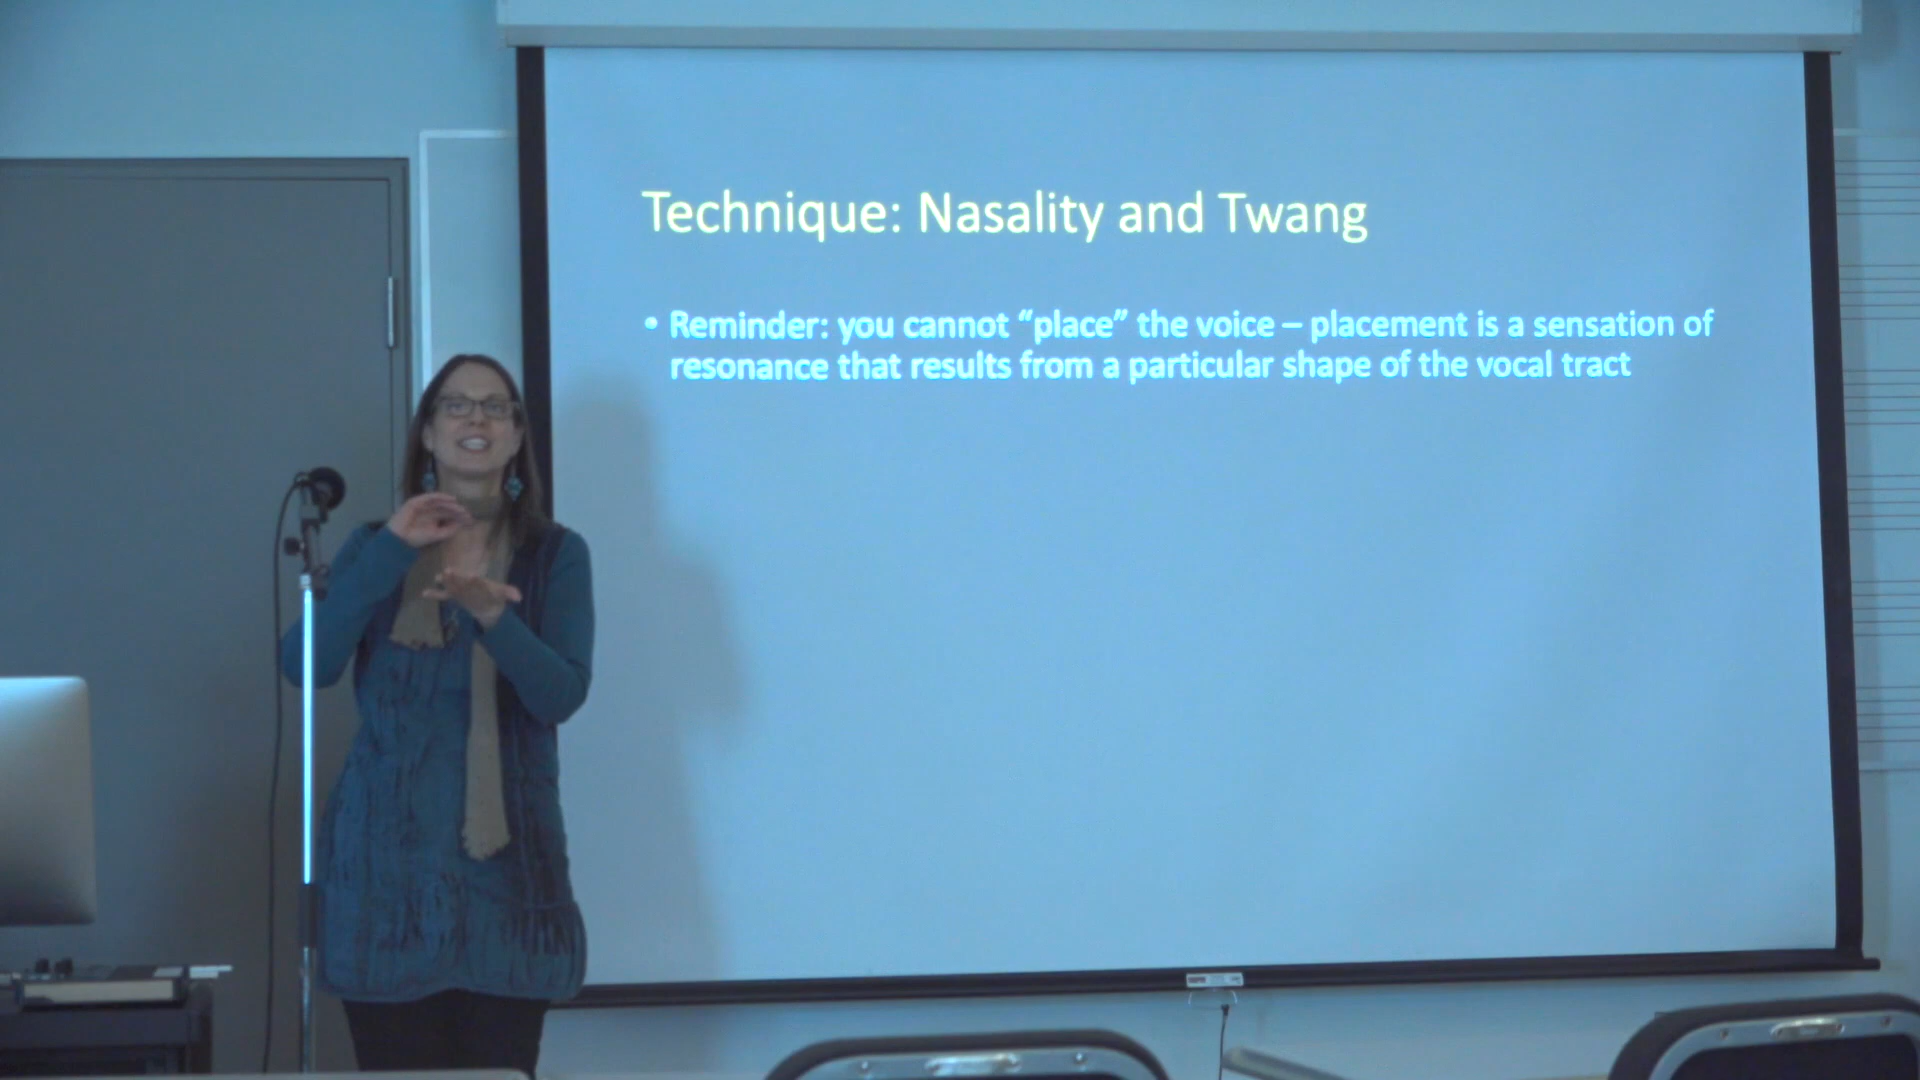 Technique: Nasality and Twang
• Reminder: you cannot “place” the voice – placement is a sensation of
resonance that results from a particular shape of the vocal tract